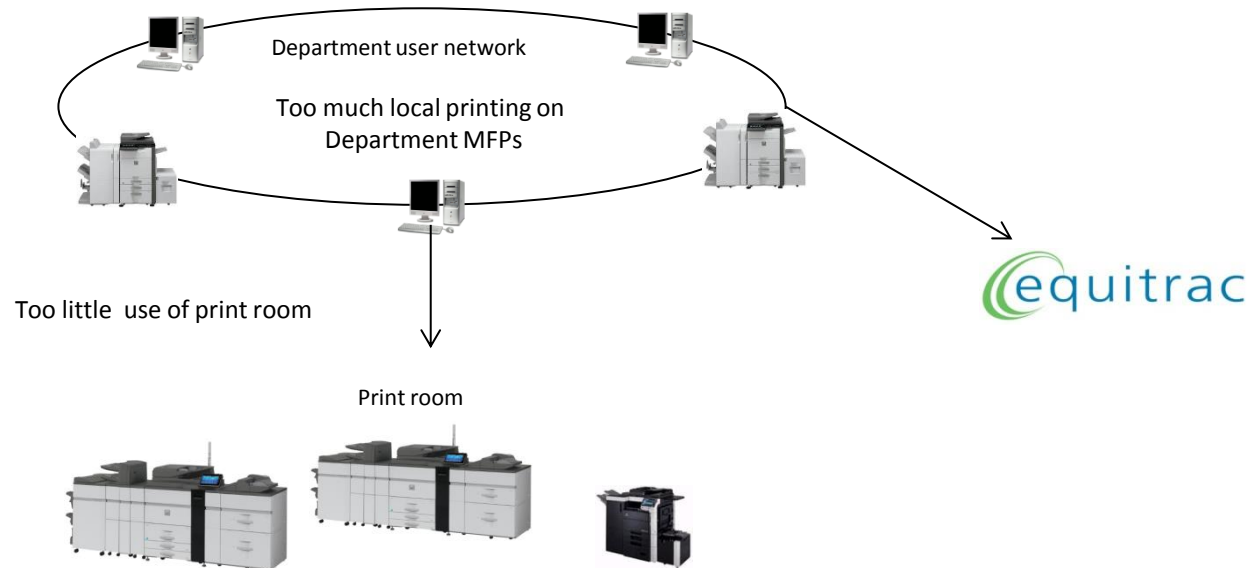 Department user network
Too much local printing on
Department MFPs
equitrac
Too little  use of print room
Print room